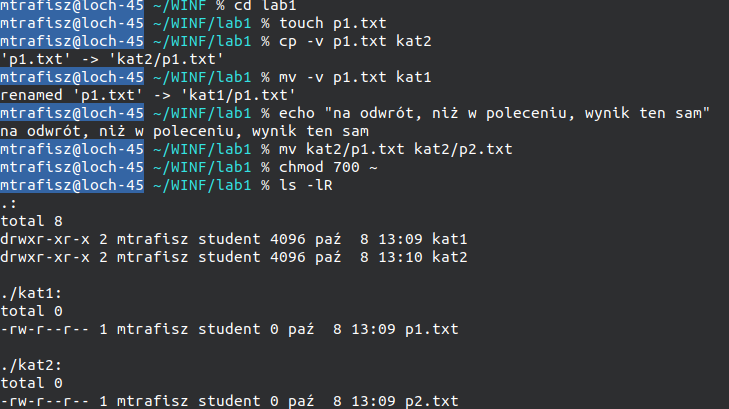 mtrafisz@loch-45 ~/WINF % cd lab1
mtrafisz@loch-45 ~/WINF/lab1 % touch p1.txt
mtrafisz@loch-45 ~/WINF/lab1 % cp -v p1.txt kat2
'p1.txt' -> 'kat2/p1.txt'
mtrafisz@loch-45 ~/WINF/lab1 % mv -v p1.txt kat1
renamed 'p1.txt' -> 'kat1/p1.txt'
mtrafisz@loch-45 ~/WINF/lab1 % echo "na odwrót, niż w poleceniu, wynik ten sam"
na odwrót, niż w poleceniu, wynik ten sam
mtrafisz@loch-45 ~/WINF/lab1 % mv kat2/p1.txt kat2/p2.txt
mtrafisz@loch-45 ~/WINF/lab1 % chmod 700 ~
mtrafisz@loch-45 ~/WINF/lab1 % ls -lR
.:
total 8
drwxr-xr-x 2 mtrafisz student 4096 paź  8 13:09 kat1
drwxr-xr-x 2 mtrafisz student 4096 paź  8 13:10 kat2
./kat1:
total 0
-rw-r--r-- 1 mtrafisz student 0 paź  8 13:09 p1.txt
./kat2:
total 0
-rw-r--r-- 1 mtrafisz student 0 paź  8 13:09 p2.txt